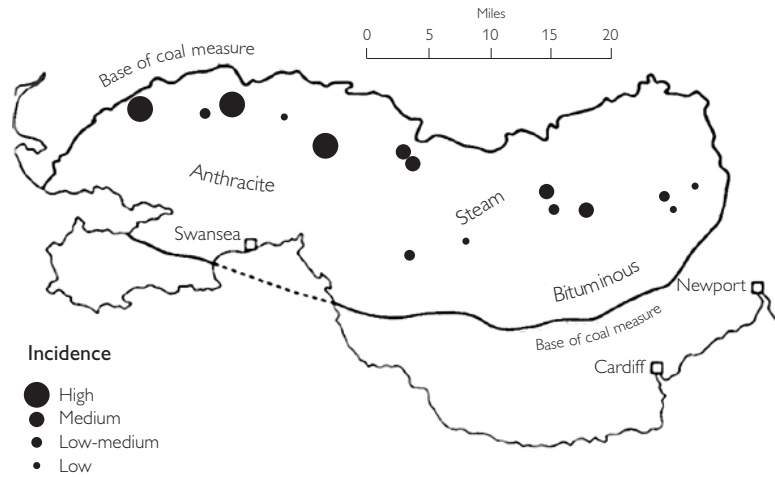 Miles
0 5 10 15 20
Base of coal measure
Anthracite
Steam
Swansea
Bituminous
Newport
Base of coal measure
Cardiff
Incidence
High
Medium
Low-medium
Low